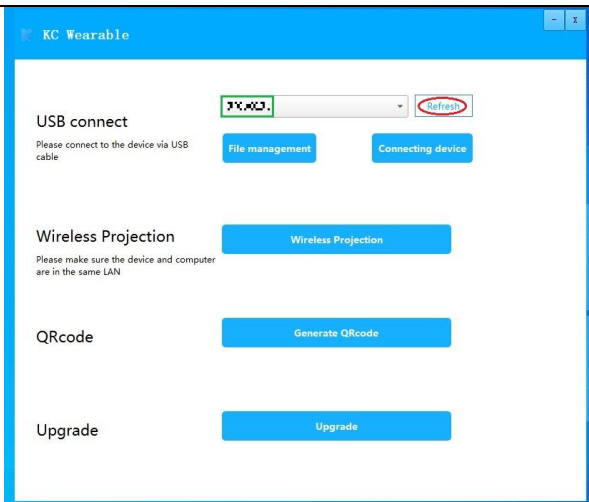 KC Wearable
- x
Refresh
USB connect
Please connect to the device via USB
cable
File management
Connecting device
Wireless Projection
Please make sure the device and computer
are in the same LAN
Wireless Projection
QRcode
Generate QRcode
Upgrade
Upgrade